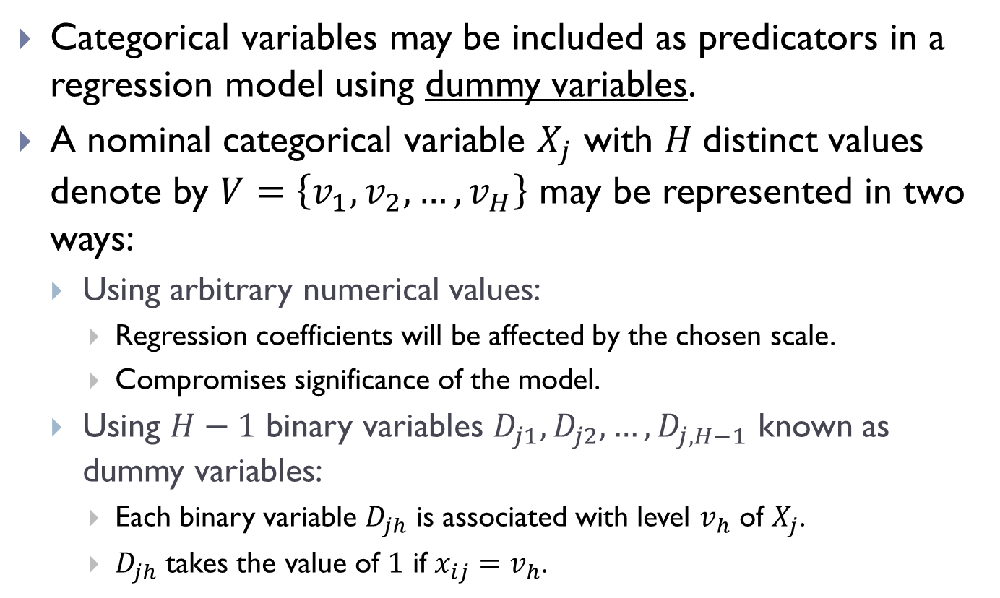 Categorical variables may be included as predicators in a
regression model using dummy variables.
A nominal categorical variable X_j with H distinct values
denote by V = {v_1, v_2, … , v_H} may be represented in two
ways:
Using arbitrary numerical values:
Regression coefficients will be affected by the chosen scale.
Compromises significance of the model.
Using H − 1 binary variables D_{j1}, D_{j2}, … , D_{j,H−1} known as
dummy variables:
Each binary variable D_{jh} is associated with level v_h of X_j.
D_{jh} takes the value of 1 if x_{ij} = v_h.